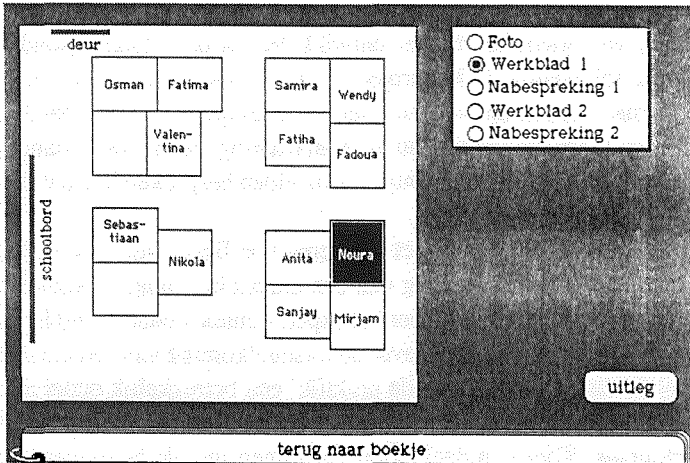 deur
Osman Fatima
Valen-
tina
Samira
Wendy
Fatiha
Fadoua
schoolbord
Sebas-
tiaan
Nikola
Anita
Noura
Sanjay
Mirjam
Foto
Werkblad 1
Nabespreking 1
Werkblad 2
Nabespreking 2
uitleg
terug naar boekje